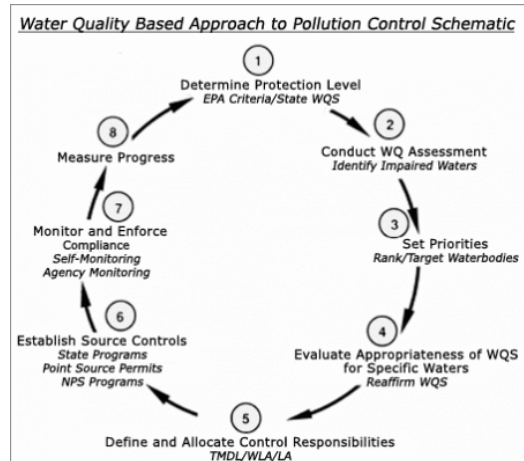 Water Quality Based Approach to Pollution Control Schematic
1
Determine Protection Level
EPA Criteria/State WQS
2
Conduct WQ Assessment
Identify Impaired Waters
3
Set Priorities
Rank/Target Waterbodies
4
Evaluate Appropriateness of WQS
for Specific Waters
Reaffirm WQS
5
Define and Allocate Control Responsibilities
TMDL/WLA/LA
6
Establish Source Controls
State Programs
Point Source Permits
NPS Programs
7
Monitor and Enforce
Compliance
Self-Monitoring
Agency Monitoring
8
Measure Progress